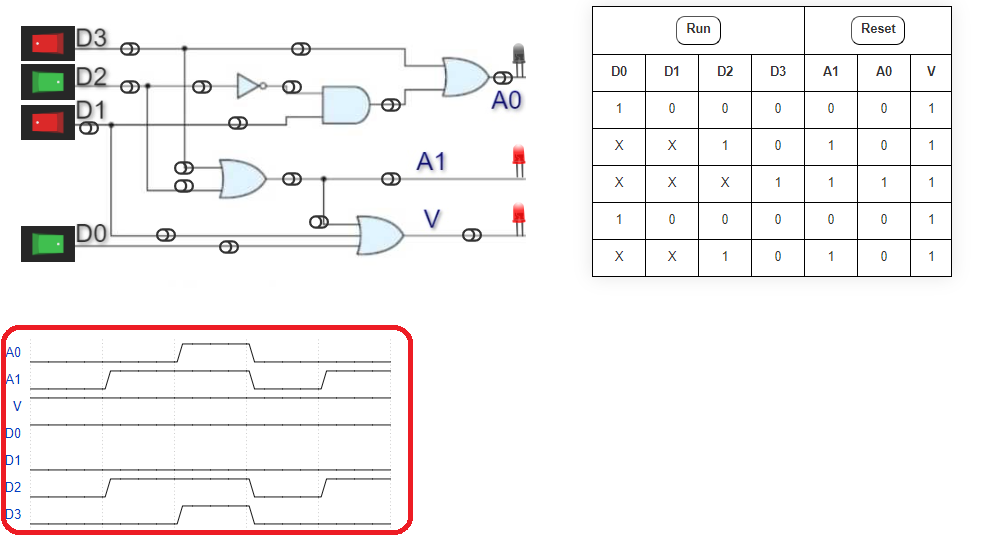 D3
D2
D1
A0
A1
V
D0
Run Reset
D0 D1 D2 D3 A1 A0 V
1 0 0 0 0 0 1
X X 1 0 1 0 1
X X X 1 1 1 1
1 0 0 0 0 0 1
X X 1 0 1 0 1
A0
A1
V
D0
D1
D2
D3